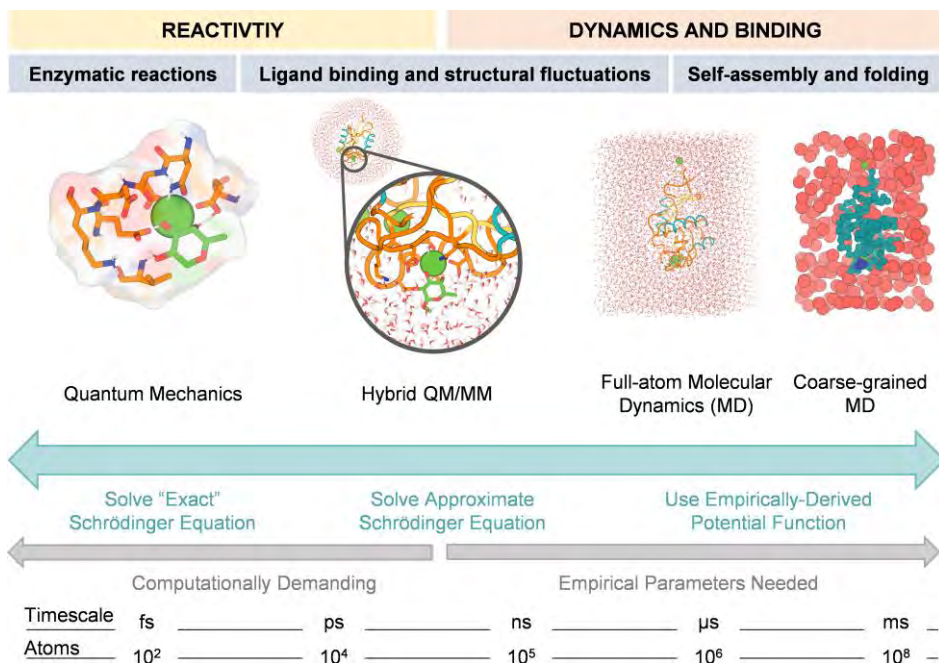 REACTIVTIY DYNAMICS AND BINDING
Enzymatic reactions Ligand binding and structural fluctuations Self-assembly and folding
Quantum Mechanics Hybrid QM/MM Full-atom Molecular Dynamics (MD) Coarse-grained MD
Solve “Exact” Schrödinger Equation Solve Approximate Schrödinger Equation Use Empirically-Derived Potential Function
Computationally Demanding Empirical Parameters Needed
Timescale fs ps ns µs ms
Atoms 10² 10⁴ 10⁵ 10⁶ 10⁸